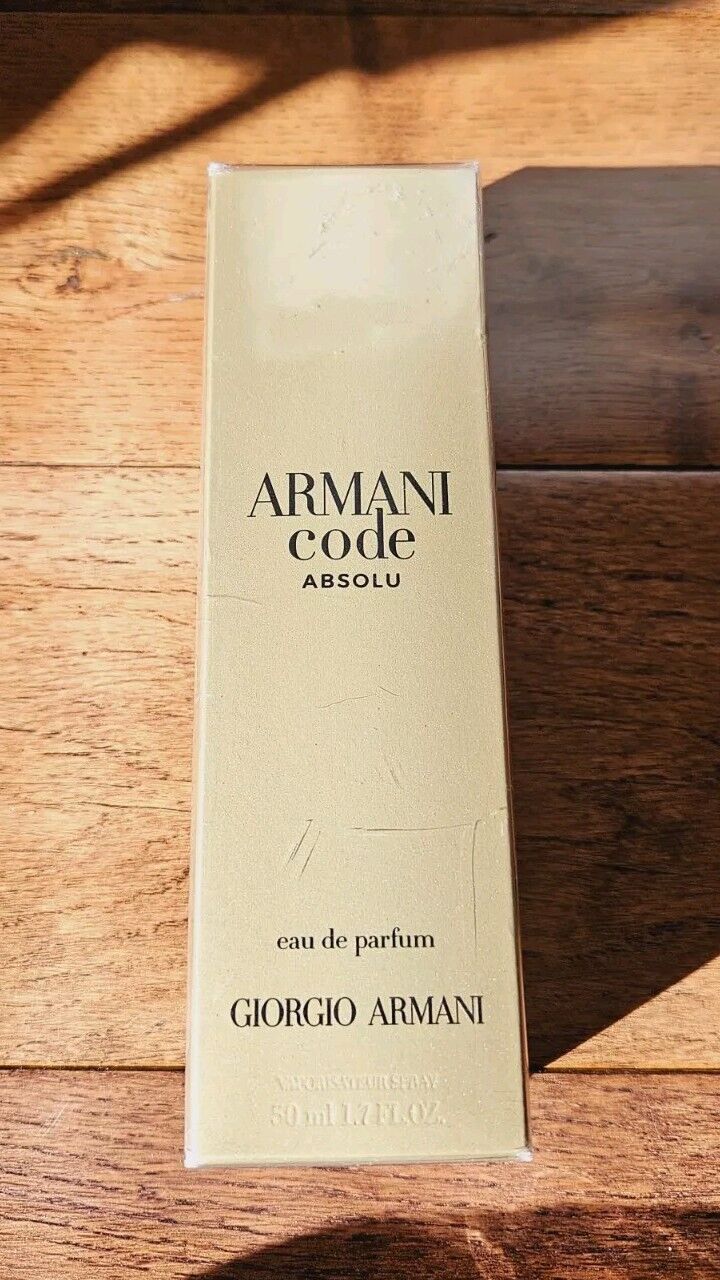 ARMANI
code
ABSOLU
eau de parfum
GIORGIO ARMANI
VAPORISATEUR SPRAY
50 ml 1.7 FL.OZ.